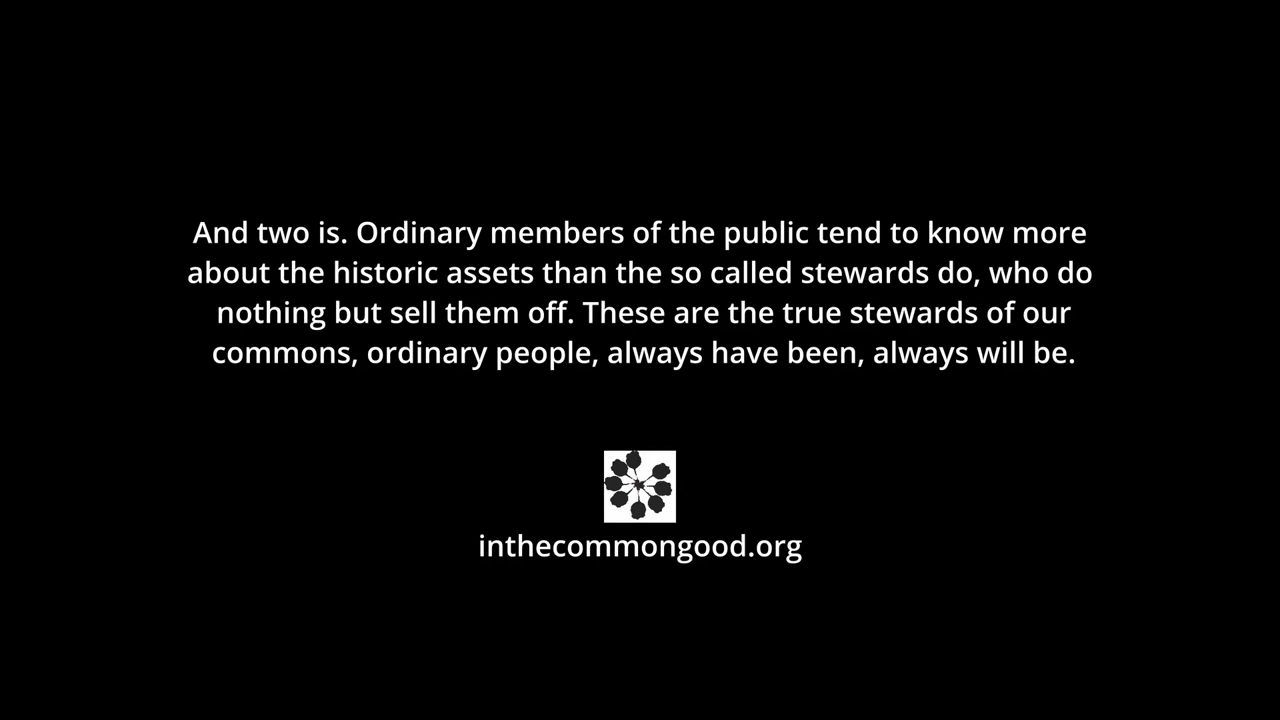 And two is. Ordinary members of the public tend to know more
about the historic assets than the so called stewards do, who do
nothing but sell them off. These are the true stewards of our
commons, ordinary people, always have been, always will be.
inthecommongood.org